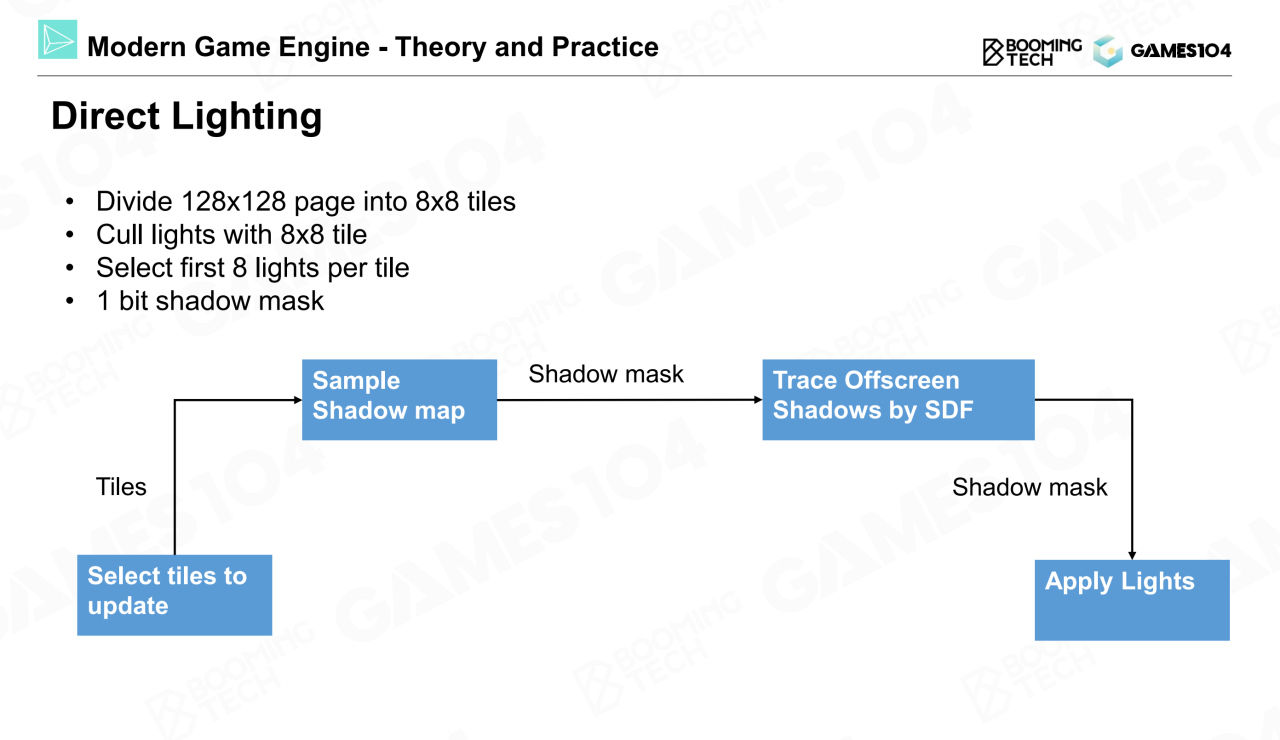 Modern Game Engine - Theory and Practice
BOOMING
TECH
GAMES104
Direct Lighting
• Divide 128x128 page into 8x8 tiles
• Cull lights with 8x8 tile
• Select first 8 lights per tile
• 1 bit shadow mask
Sample
Shadow map
Shadow mask
Trace Offscreen
Shadows by SDF
Tiles
Shadow mask
Select tiles to
update
Apply Lights